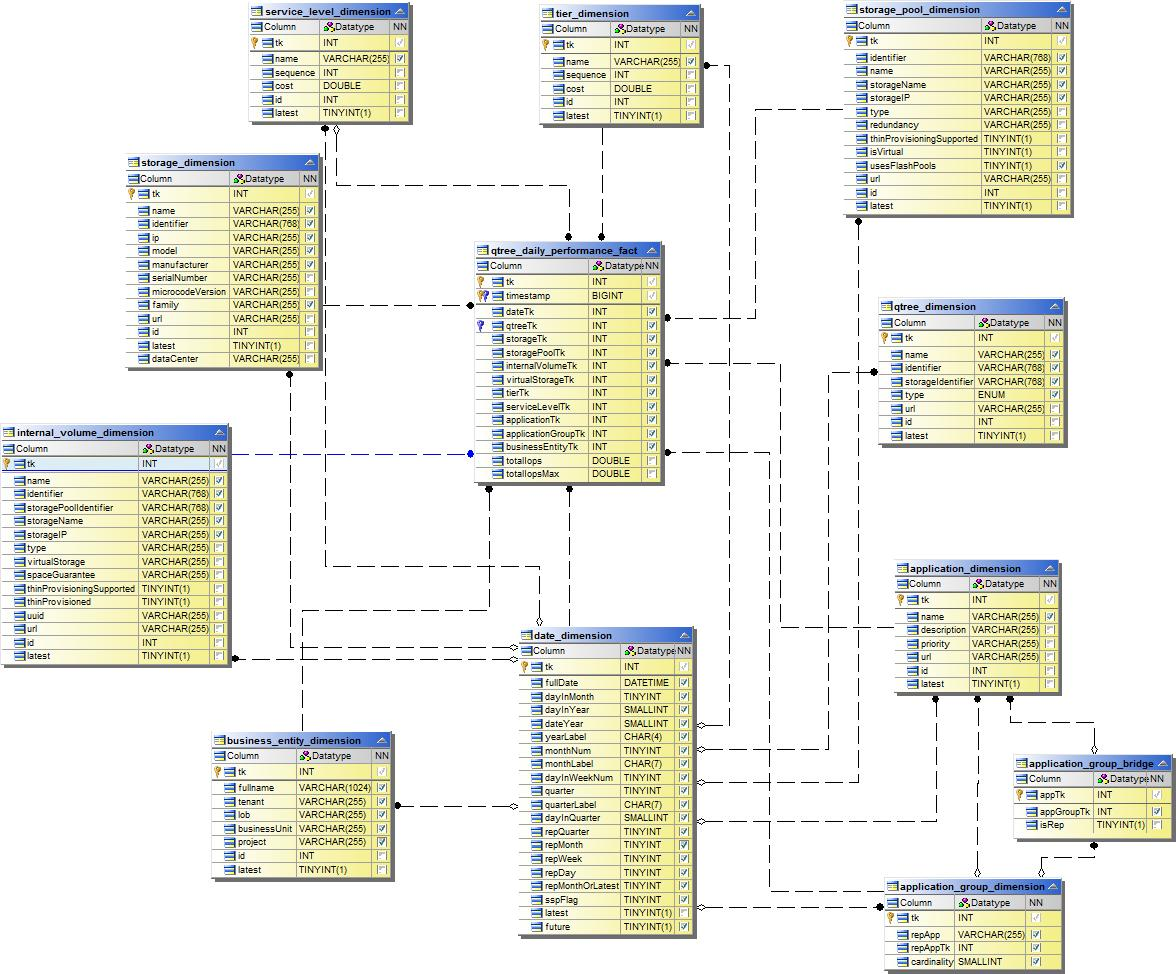 service_level_dimension
Column Datatype NN
tk INT
name VARCHAR(255)
sequence INT
cost DOUBLE
id INT
latest TINYINT(1)
tier_dimension
Column Datatype NN
tk INT
name VARCHAR(255)
sequence INT
cost DOUBLE
id INT
latest TINYINT(1)
storage_pool_dimension
Column Datatype NN
tk INT
identifier VARCHAR(768)
name VARCHAR(255)
storageName VARCHAR(255)
storageIP VARCHAR(255)
type VARCHAR(255)
redundancy VARCHAR(255)
thinProvisioningSupported TINYINT(1)
isVirtual TINYINT(1)
usesFlashPools TINYINT(1)
url VARCHAR(255)
id INT
latest TINYINT(1)
storage_dimension
Column Datatype NN
tk INT
name VARCHAR(255)
identifier VARCHAR(768)
ip VARCHAR(255)
model VARCHAR(255)
manufacturer VARCHAR(255)
serialNumber VARCHAR(255)
microcodeVersion VARCHAR(255)
family VARCHAR(255)
url VARCHAR(255)
id INT
latest TINYINT(1)
dataCenter VARCHAR(255)
qtree_daily_performance_fact
Column Datatype NN
tk INT
timestamp BIGINT
dateTk INT
qtreeTk INT
storageTk INT
storagePoolTk INT
internalVolumeTk INT
virtualStorageTk INT
tierTk INT
serviceLevelTk INT
applicationTk INT
applicationGroupTk INT
businessEntityTk INT
totalIops DOUBLE
totalIopsMax DOUBLE
qtree_dimension
Column Datatype NN
tk INT
name VARCHAR(255)
identifier VARCHAR(768)
storageIdentifier VARCHAR(768)
type ENUM
url VARCHAR(255)
id INT
latest TINYINT(1)
internal_volume_dimension
Column Datatype NN
tk INT
name VARCHAR(255)
identifier VARCHAR(768)
storagePoolIdentifier VARCHAR(768)
storageName VARCHAR(255)
storageIP VARCHAR(255)
type VARCHAR(255)
virtualStorage VARCHAR(255)
spaceGuarantee VARCHAR(255)
thinProvisioningSupported TINYINT(1)
thinProvisioned TINYINT(1)
uuid VARCHAR(255)
url VARCHAR(255)
id INT
latest TINYINT(1)
application_dimension
Column Datatype NN
tk INT
name VARCHAR(255)
description VARCHAR(255)
priority VARCHAR(255)
url VARCHAR(255)
id INT
latest TINYINT(1)
date_dimension
Column Datatype NN
tk INT
fullDate DATETIME
dayInMonth TINYINT
dayInYear SMALLINT
dateYear SMALLINT
yearLabel CHAR(4)
monthNum TINYINT
monthLabel CHAR(7)
dayInWeekNum TINYINT
quarter TINYINT
quarterLabel CHAR(7)
dayInQuarter SMALLINT
repQuarter TINYINT
repMonth TINYINT
repWeek TINYINT
repDay TINYINT
repMonthOrLatest TINYINT
sspFlag TINYINT
latest TINYINT(1)
future TINYINT(1)
business_entity_dimension
Column Datatype NN
tk INT
fullname VARCHAR(1024)
tenant VARCHAR(255)
lob VARCHAR(255)
businessUnit VARCHAR(255)
project VARCHAR(255)
id INT
latest TINYINT(1)
application_group_bridge
Column Datatype NN
appTk INT
appGroupTk INT
isRep TINYINT(1)
application_group_dimension
Column Datatype NN
tk INT
repApp VARCHAR(255)
repAppTk INT
cardinality SMALLINT